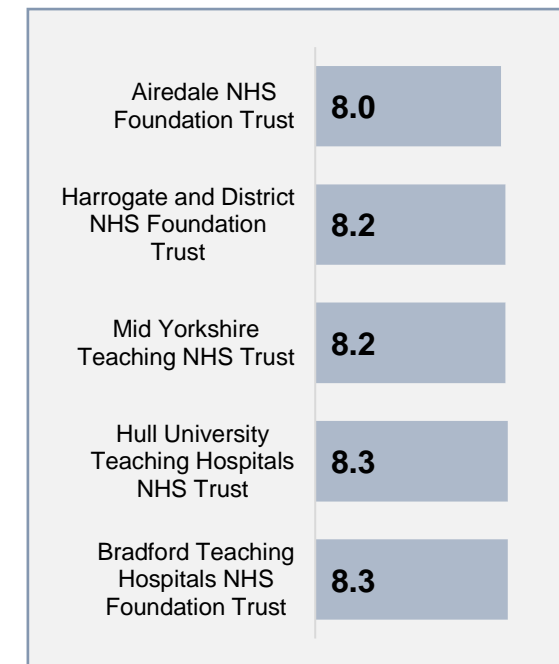 Airedale NHS
Foundation Trust
8.0
Harrogate and District
NHS Foundation
Trust
8.2
Mid Yorkshire
Teaching NHS Trust
8.2
Hull University
Teaching Hospitals
NHS Trust
8.3
Bradford Teaching
Hospitals NHS
Foundation Trust
8.3